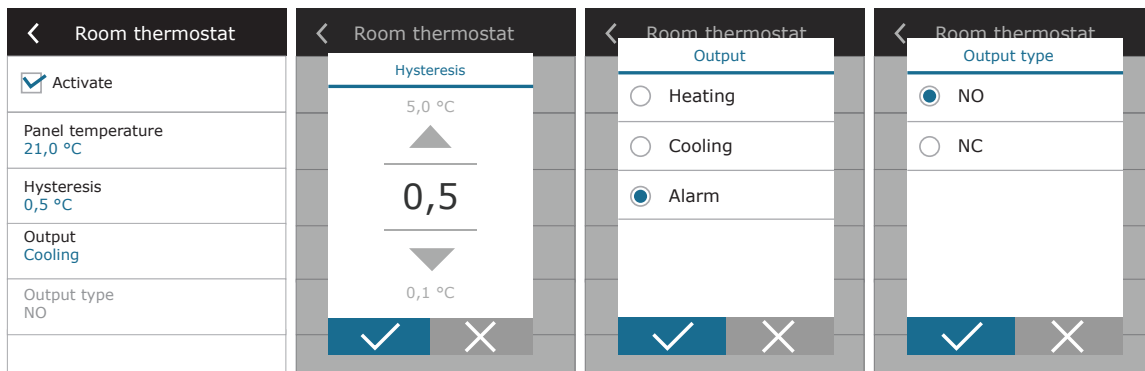 Room thermostat
Activate
Panel temperature
21,0 °C
Hysteresis
0,5 °C
Output
Cooling
Output type
NO
Room thermostat
Hysteresis
5,0 °C
0,5
0,1 °C
Room thermostat
Output
Heating
Cooling
Alarm
Room thermostat
Output type
NO
NC